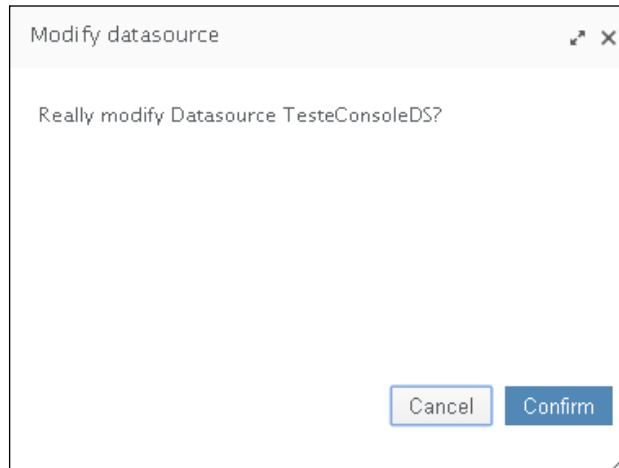 Modify datasource
Really modify Datasource TesteConsoleDS?
Cancel Confirm